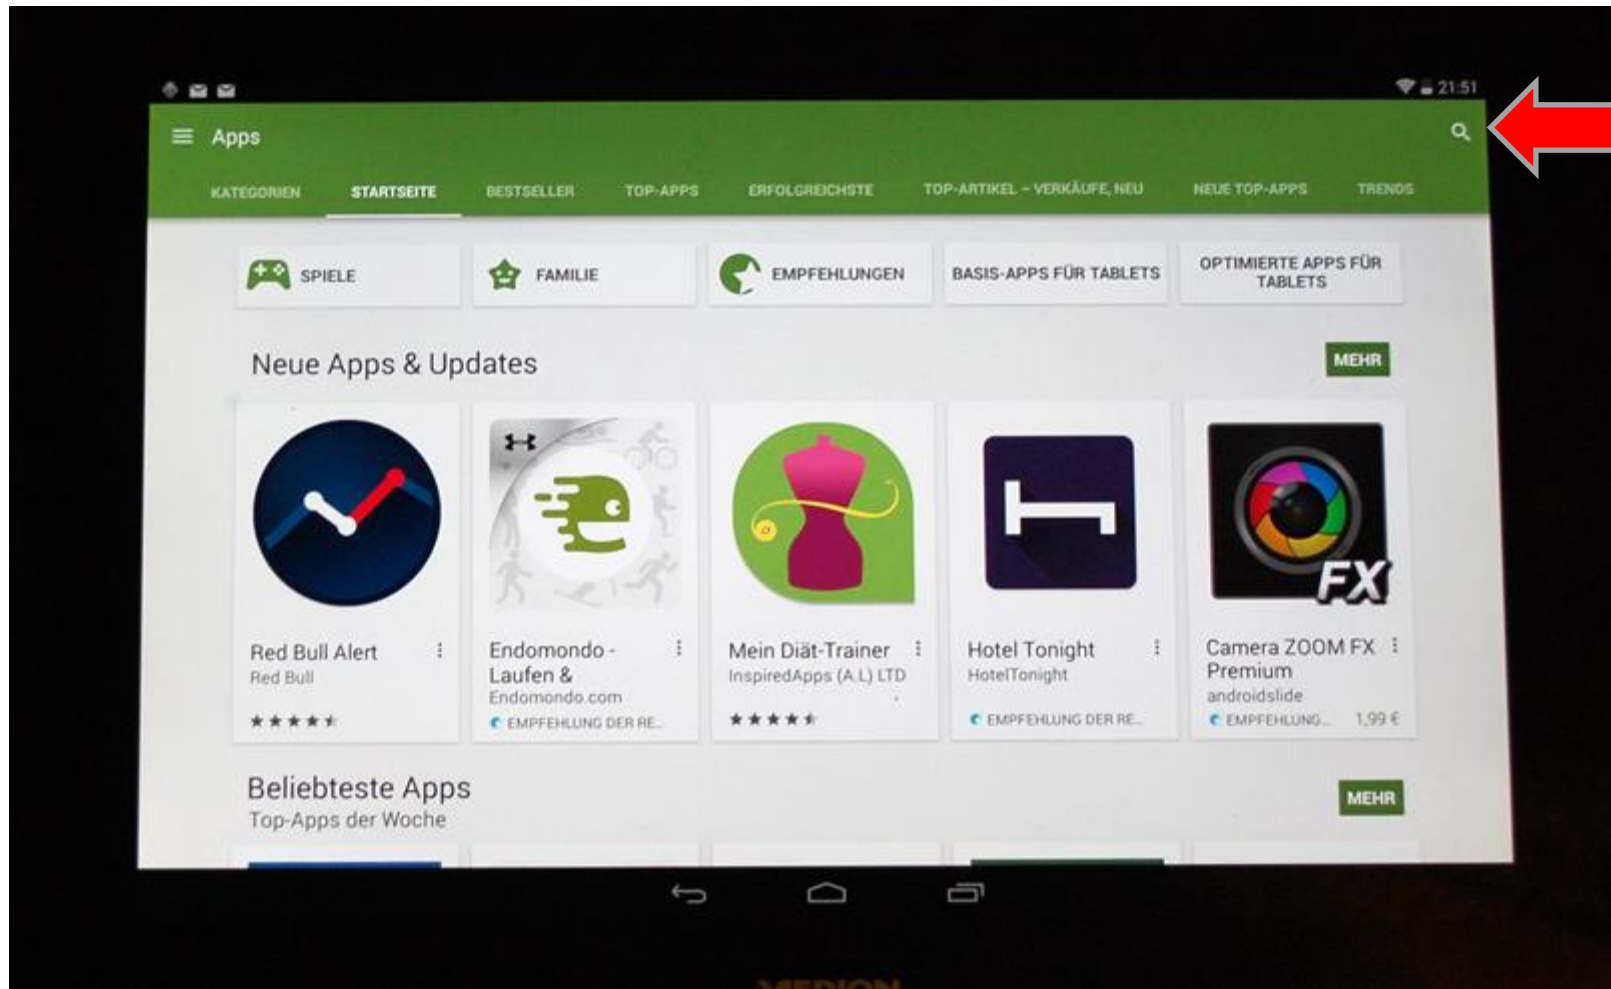 21:51
Apps
KATEGORIEN STARTSEITE BESTSELLER TOP-APPS ERFOLGREICHSTE TOP-ARTIKEL – VERKÄUFE, NEU NEUE TOP-APPS TRENDS
SPIELE FAMILIE EMPFEHLUNGEN BASIS-APPS FÜR TABLETS OPTIMIERTE APPS FÜR
TABLETS
Neue Apps & Updates MEHR
FX
Red Bull Alert
Red Bull
Endomondo -
Laufen &
Endomondo.com
EMPFEHLUNG DER RE...
Mein Diät-Trainer
InspiredApps (A.L) LTD
Hotel Tonight
HotelTonight
EMPFEHLUNG DER RE...
Camera ZOOM FX
Premium
androidslide
EMPFEHLUNG... 1,99 €
Beliebteste Apps MEHR
Top-Apps der Woche
MEDION